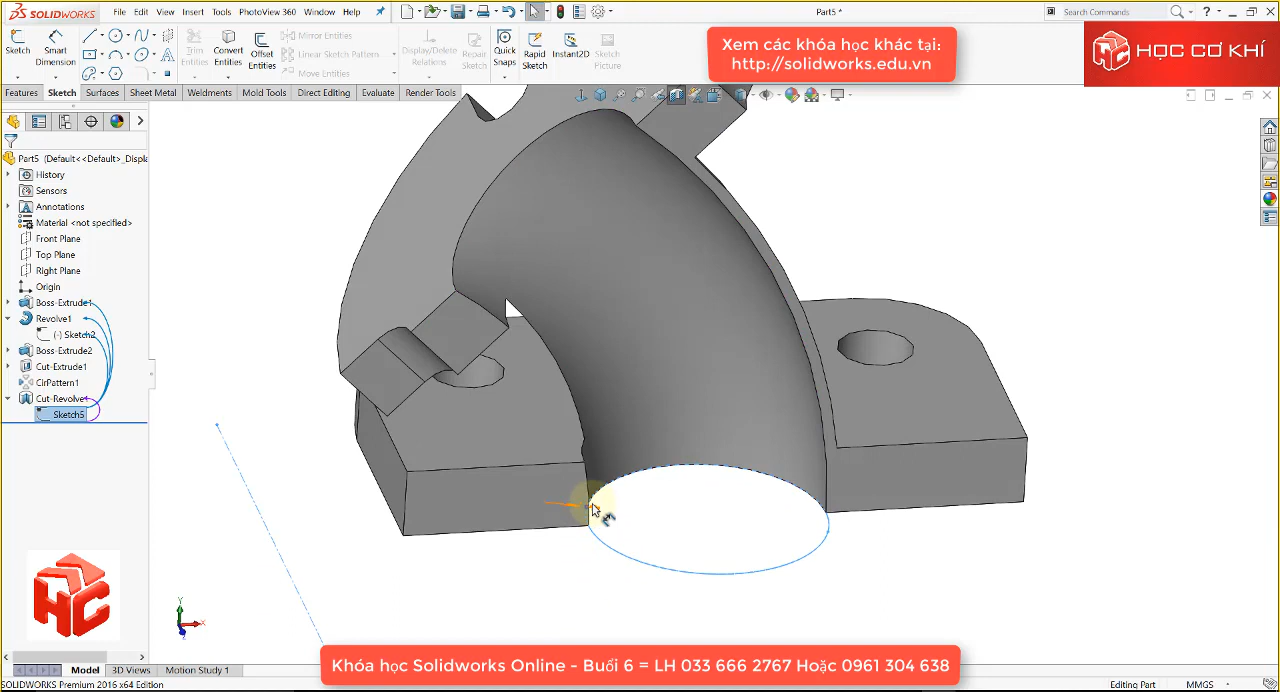 SOLIDWORKS
File
Edit
View
Insert
Tools
PhotoView 360
Window
Help
Part5 *
Search Commands
Sketch
Smart Dimension
Trim Entities
Convert Entities
Offset Entities
Mirror Entities
Linear Sketch Pattern
Move Entities
Display/Delete Relations
Repair Sketch
Quick Snaps
Rapid Sketch
Instant2D
Sketch Picture
Xem các khóa học khác tại:
http://solidworks.edu.vn
HC
HỌC CƠ KHÍ
Features
Sketch
Surfaces
Sheet Metal
Weldments
Mold Tools
Direct Editing
Evaluate
Render Tools
Part5 (Default<<Default>_Displa
History
Sensors
Annotations
Material <not specified>
Front Plane
Top Plane
Right Plane
Origin
Boss-Extrude1
Revolve1
(-) Sketch2
Boss-Extrude2
Cut-Extrude1
CirPattern1
Cut-Revolve
Sketch5
HC
Y
X
Z
Khóa học Solidworks Online - Buổi 6 = LH 033 666 2767 Hoặc 0961 304 638
Model
3D Views
Motion Study 1
SOLIDWORKS Premium 2016 x64 Edition
Editing Part
MMGS